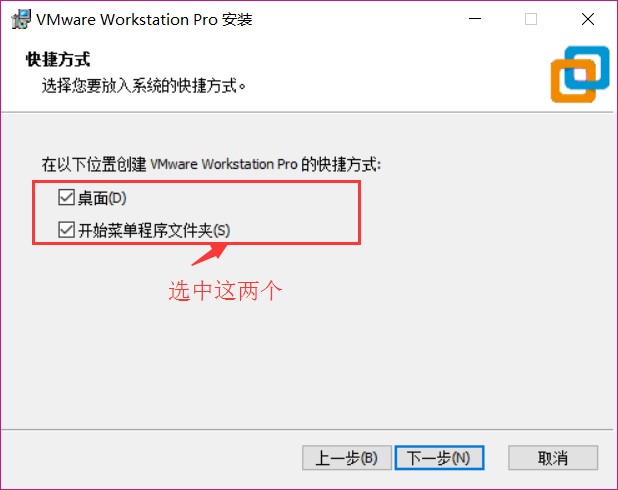 VMware Workstation Pro 安装
快捷方式
选择您要放入系统的快捷方式。
在以下位置创建 VMware Workstation Pro 的快捷方式:
桌面(D)
开始菜单程序文件夹(S)
选中这两个
上一步(B) 下一步(N) 取消